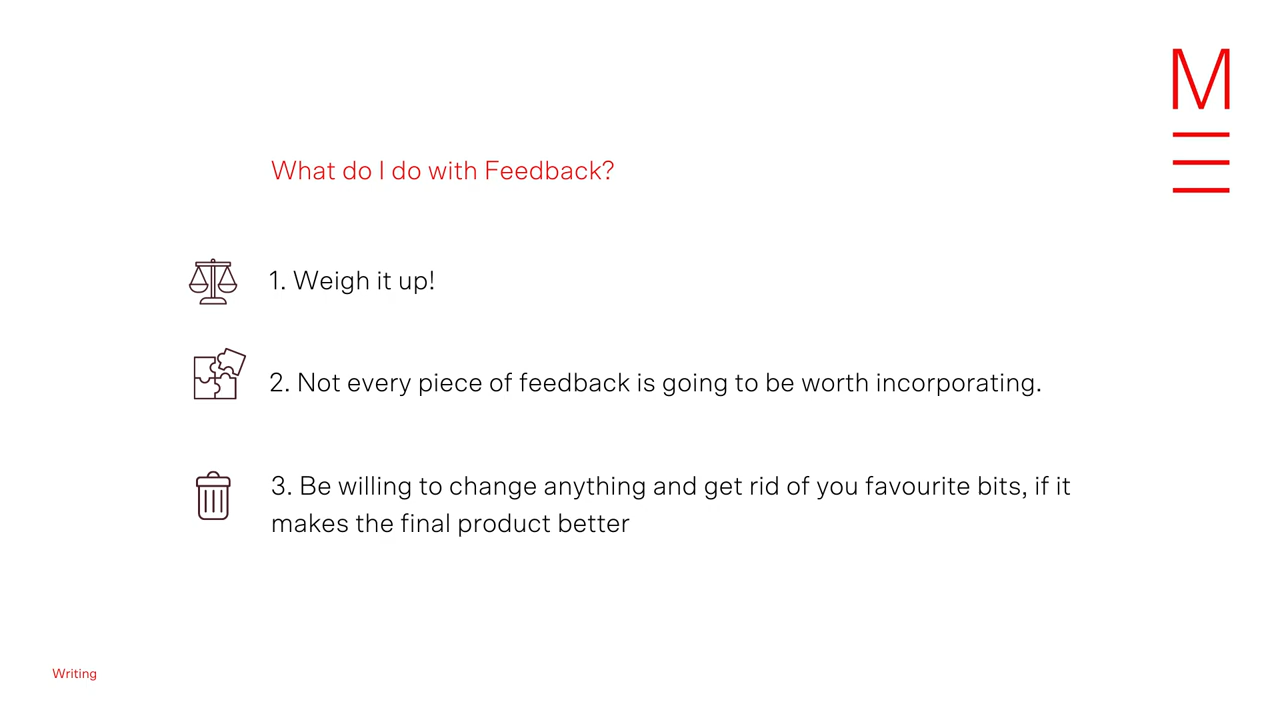 M
What do I do with Feedback?
1. Weigh it up!
2. Not every piece of feedback is going to be worth incorporating.
3. Be willing to change anything and get rid of you favourite bits, if it
makes the final product better
Writing